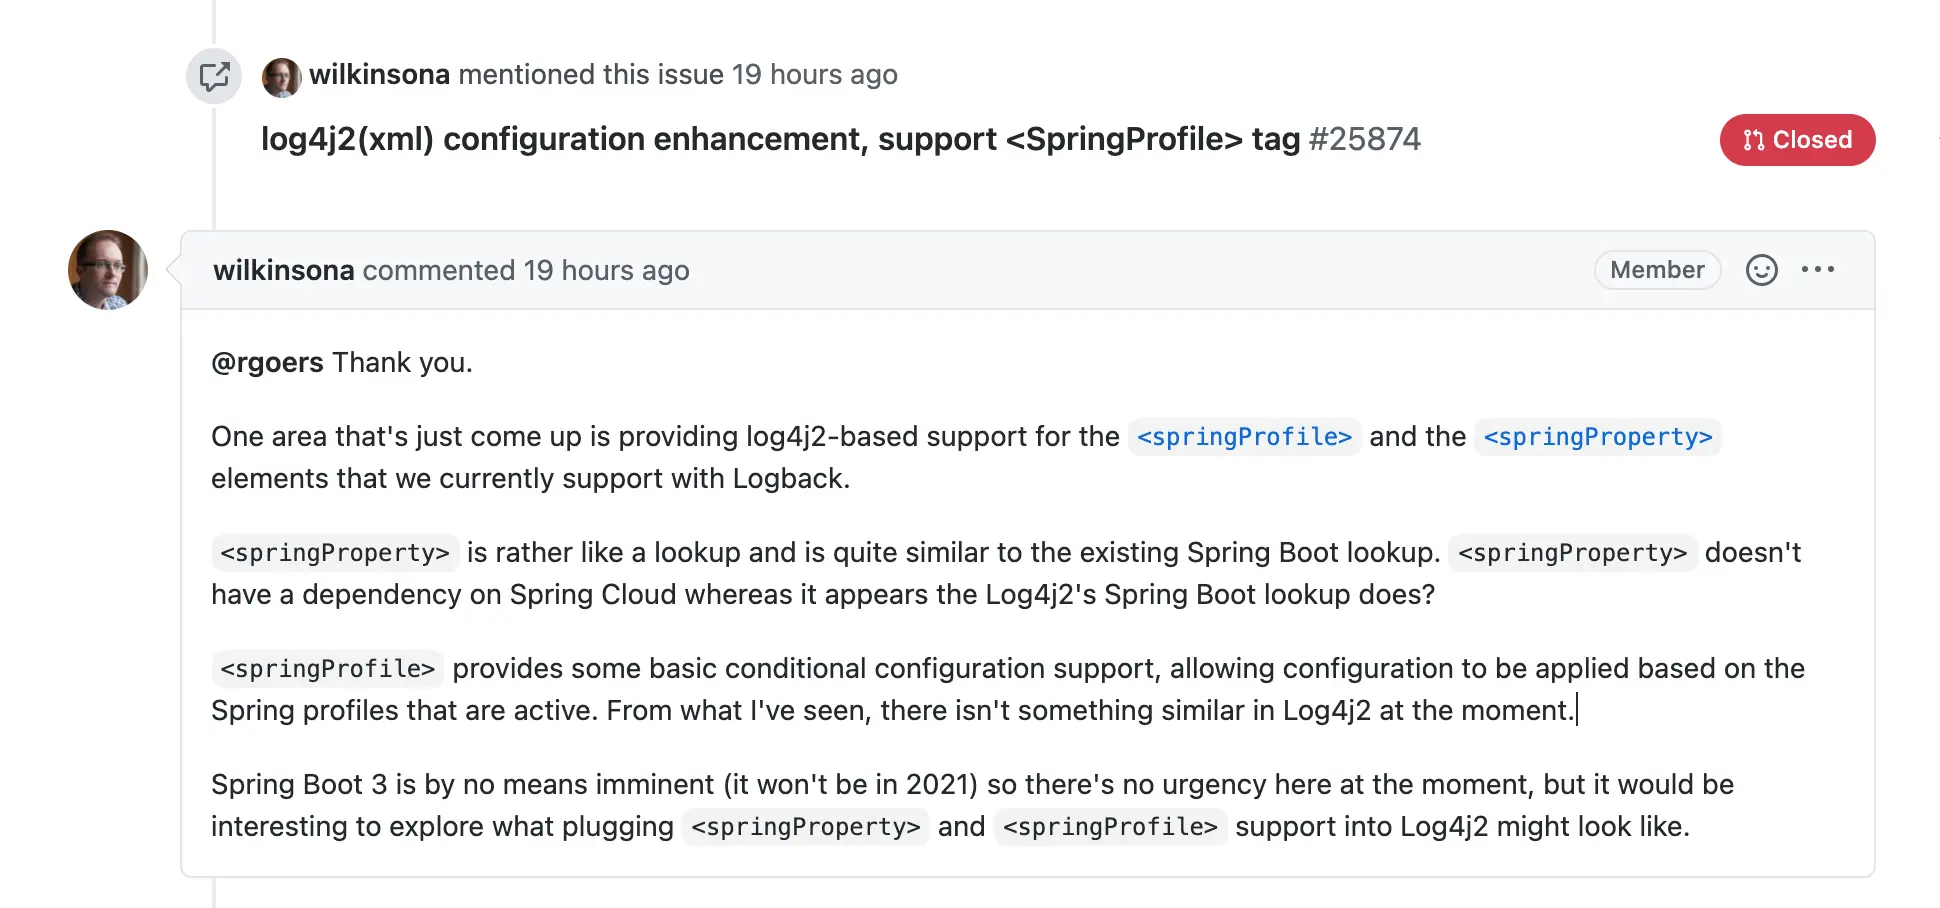 wilkinsona mentioned this issue 19 hours ago
log4j2(xml) configuration enhancement, support <SpringProfile> tag #25874
Closed
wilkinsona commented 19 hours ago
Member
@rgoers Thank you.
One area that's just come up is providing log4j2-based support for the <springProfile> and the <springProperty>
elements that we currently support with Logback.
<springProperty> is rather like a lookup and is quite similar to the existing Spring Boot lookup. <springProperty> doesn't
have a dependency on Spring Cloud whereas it appears the Log4j2's Spring Boot lookup does?
<springProfile> provides some basic conditional configuration support, allowing configuration to be applied based on the
Spring profiles that are active. From what I've seen, there isn't something similar in Log4j2 at the moment.
Spring Boot 3 is by no means imminent (it won't be in 2021) so there's no urgency here at the moment, but it would be
interesting to explore what plugging <springProperty> and <springProfile> support into Log4j2 might look like.